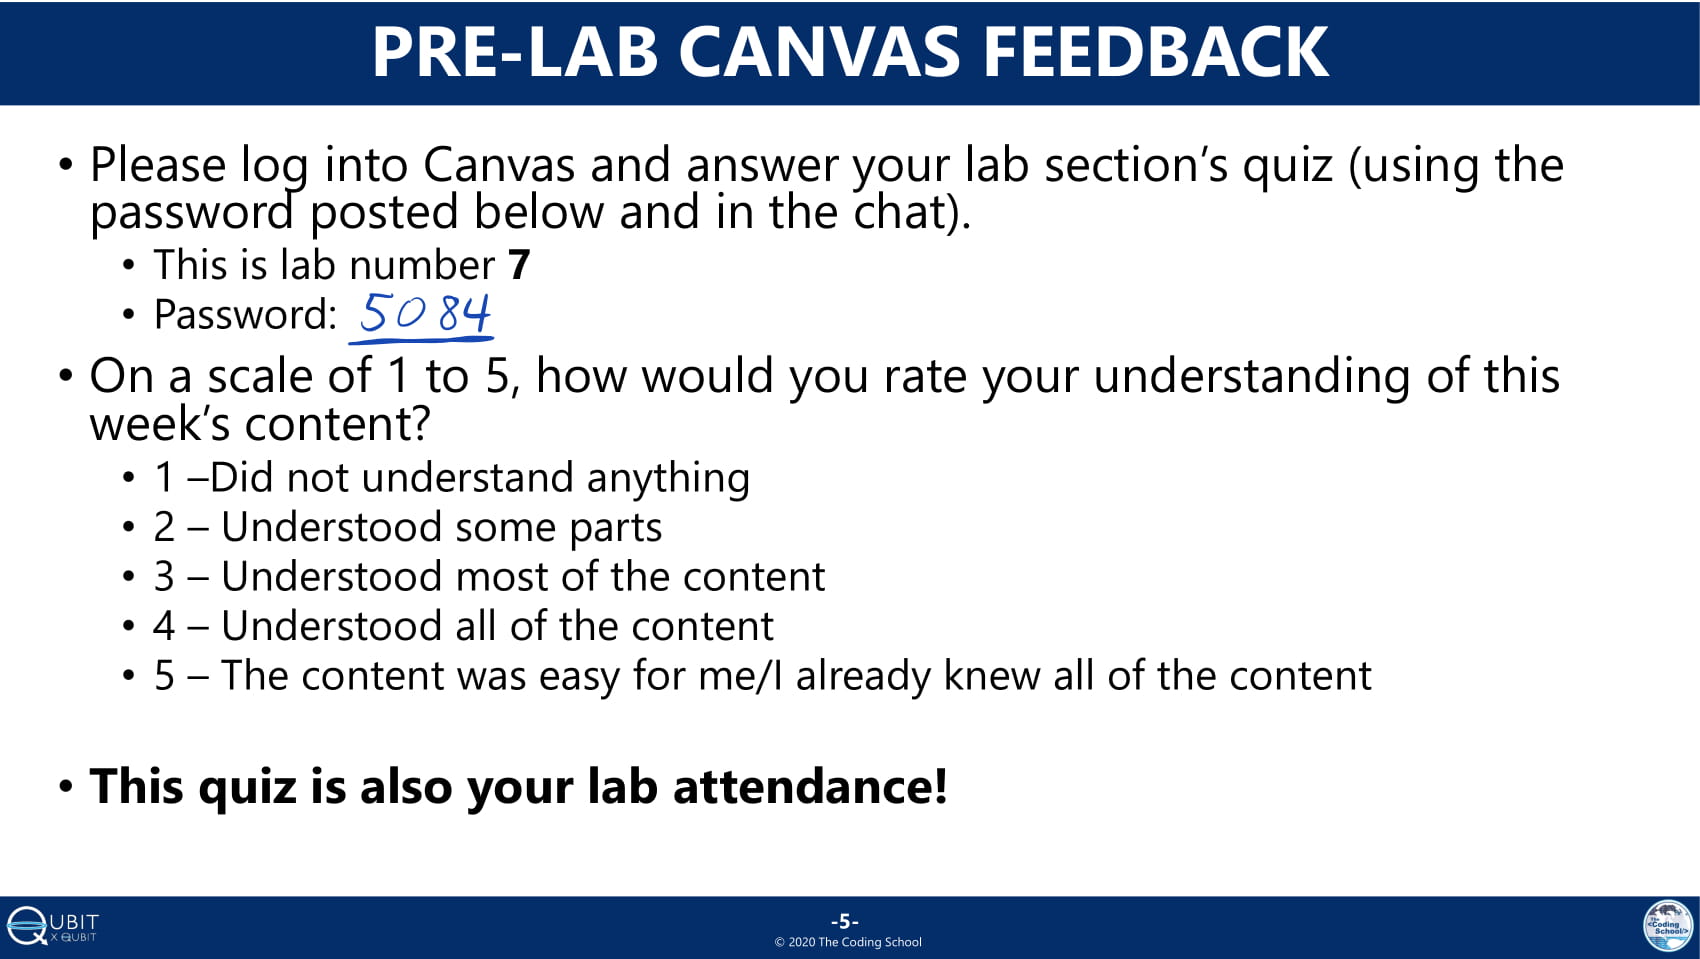 PRE-LAB CANVAS FEEDBACK
• Please log into Canvas and answer your lab section’s quiz (using the
password posted below and in the chat).
• This is lab number 7
• Password: 5084
• On a scale of 1 to 5, how would you rate your understanding of this
week’s content?
• 1 –Did not understand anything
• 2 – Understood some parts
• 3 – Understood most of the content
• 4 – Understood all of the content
• 5 – The content was easy for me/I already knew all of the content
• This quiz is also your lab attendance!
QUBIT
X QUBIT
-5-
© 2020 The Coding School
The
<Coding
School/>